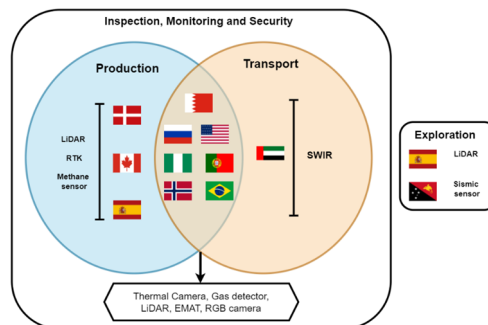 Inspection, Monitoring and Security
Production
Transport
LiDAR
RTK
Methane
sensor
SWIR
Exploration
LiDAR
Sismic
sensor
Thermal Camera, Gas detector,
LiDAR, EMAT, RGB camera